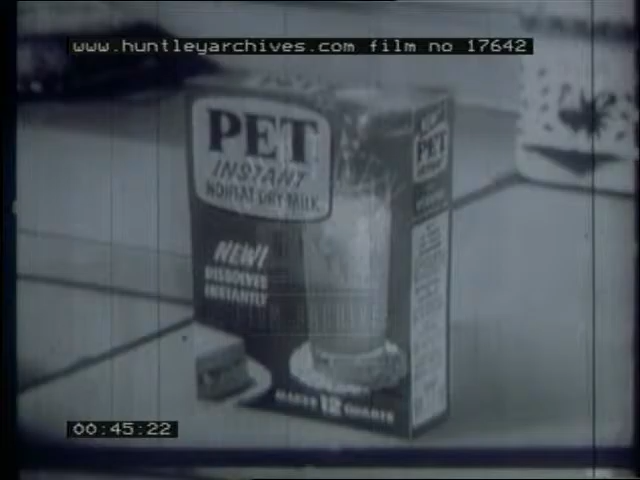 www.huntleyarchives.com film no 17642
PET
INSTANT
NONFAT DRY MILK
NEW!
DISSOLVES
INSTANTLY
MAKES 12 QUARTS
PET
00:45:22